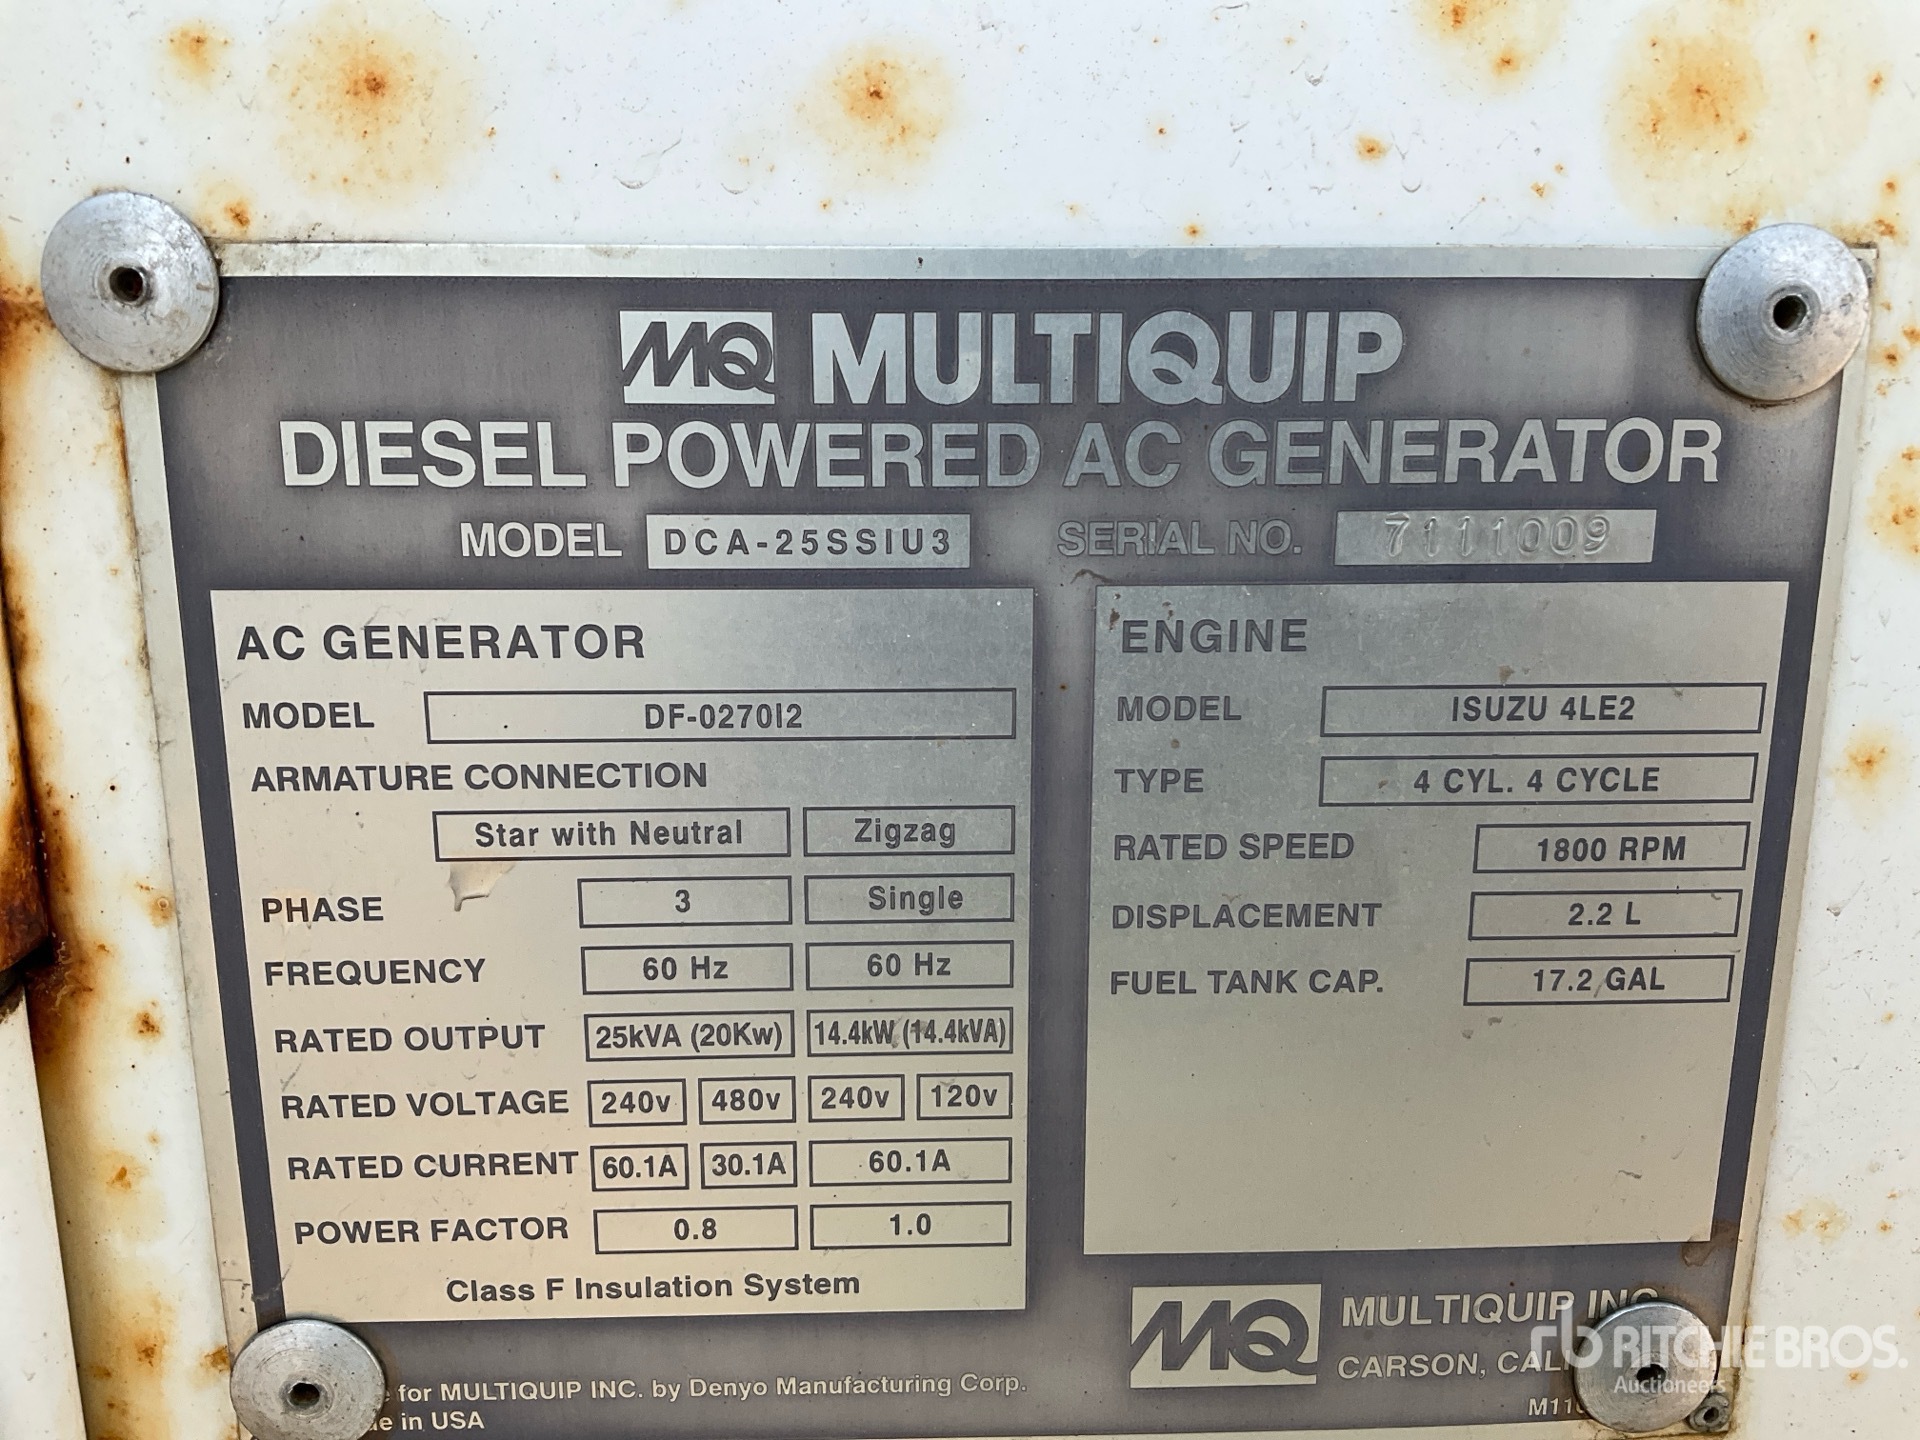 MQ MULTIQUIP
DIESEL POWERED AC GENERATOR
MODEL DCA-25SSIU3 SERIAL NO. 7111009
AC GENERATOR
MODEL DF-0270I2
ARMATURE CONNECTION
Star with Neutral Zigzag
PHASE 3 Single
FREQUENCY 60 Hz 60 Hz
RATED OUTPUT 25kVA (20Kw) 14.4kW (14.4kVA)
RATED VOLTAGE 240v 480v 240v 120v
RATED CURRENT 60.1A 30.1A 60.1A
POWER FACTOR 0.8 1.0
Class F Insulation System
ENGINE
MODEL ISUZU 4LE2
TYPE 4 CYL. 4 CYCLE
RATED SPEED 1800 RPM
DISPLACEMENT 2.2 L
FUEL TANK CAP. 17.2 GAL
for MULTIQUIP INC. by Denyo Manufacturing Corp.
in USA
MQ MULTIQUIP INC
CARSON,
rb RITCHIE BROS.
Auctioneers